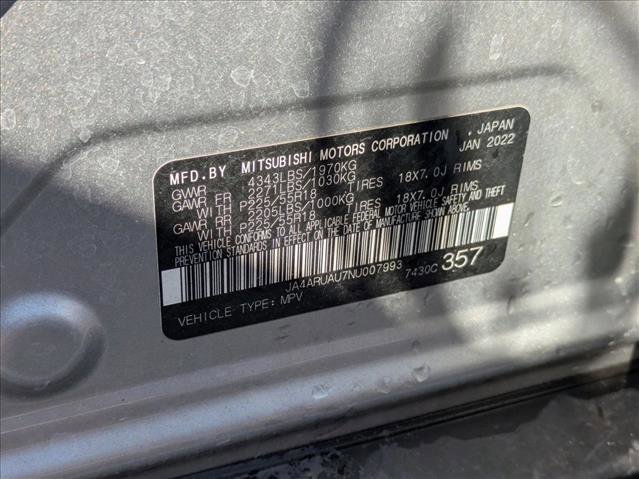 MFD.BY MITSUBISHI MOTORS CORPORATION, JAPAN
GVWR 4343LBS/1970KG JAN 2022
GAWR FR 2271LBS/1030KG
WITH P225/55R18 TIRES 18X7.0J RIMS
GAWR RR 2205LBS/1000KG
WITH P225/55R18 TIRES 18X7.0J RIMS
THIS VEHICLE CONFORMS TO ALL APPLICABLE FEDERAL MOTOR VEHICLE SAFETY AND THEFT
PREVENTION STANDARDS IN EFFECT ON THE DATE OF MANUFACTURE SHOWN ABOVE.
JA4ARUAU7NU007993 7430C 357
VEHICLE TYPE: MPV